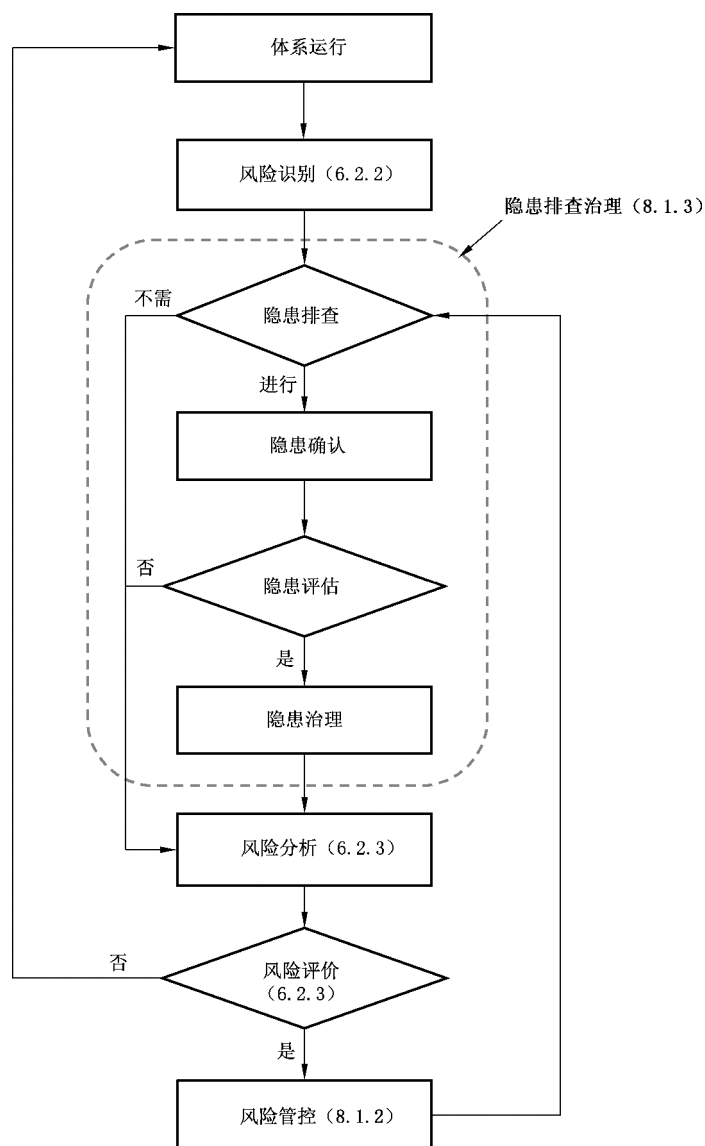 体系运行
风险识别（6.2.2）
隐患排查治理（8.1.3）
不需
隐患排查
进行
隐患确认
否
隐患评估
是
隐患治理
风险分析（6.2.3）
否
风险评价
（6.2.3）
是
风险管控（8.1.2）